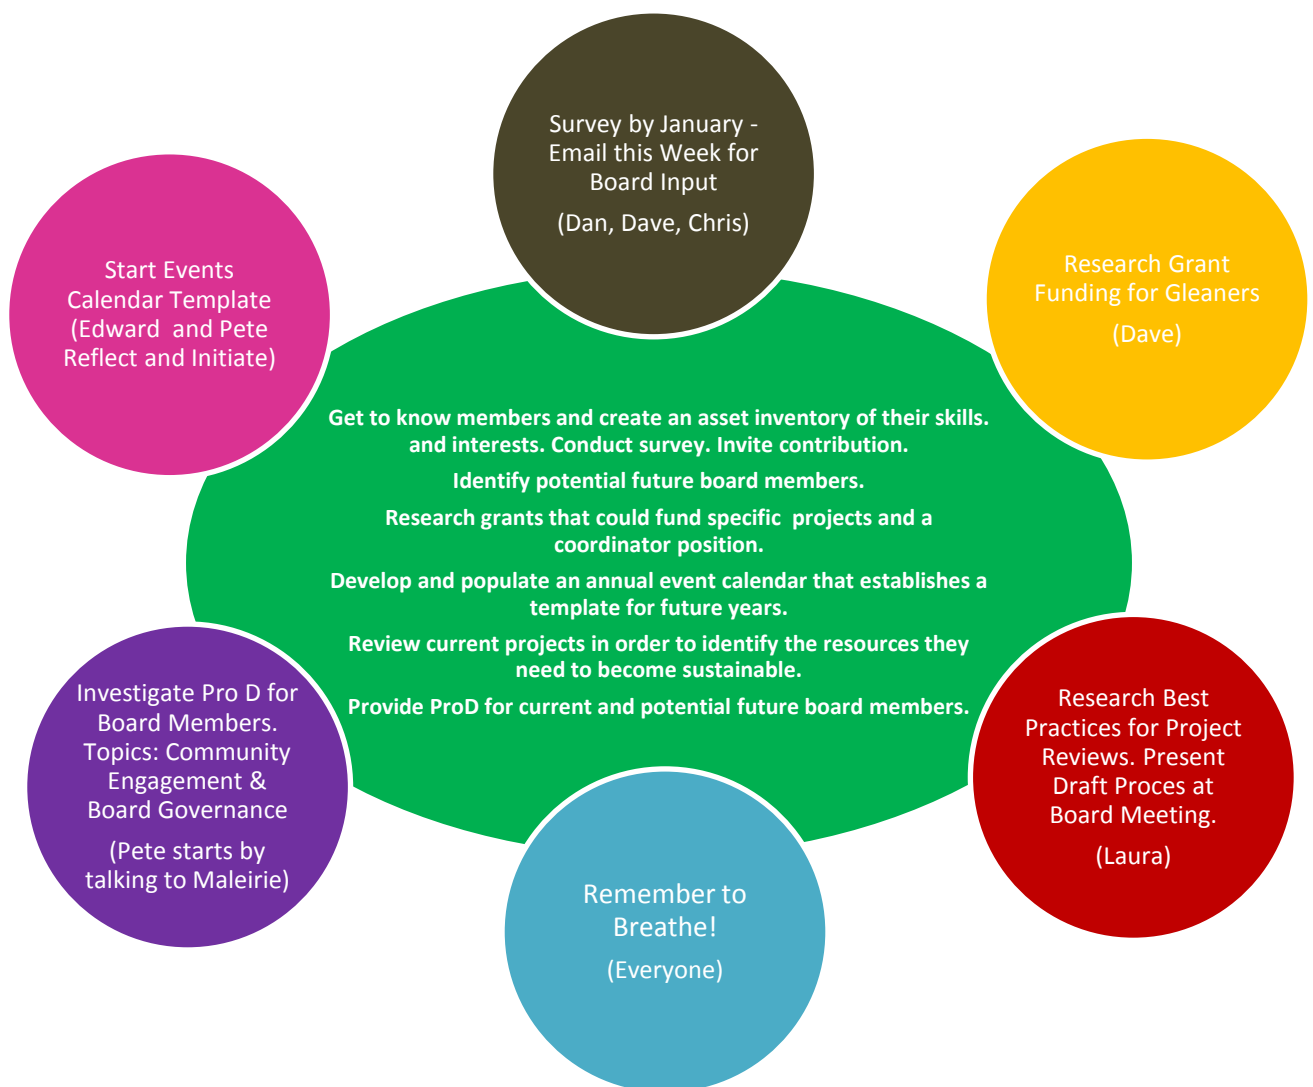 Survey by January -
Email this Week for
Board Input
(Dan, Dave, Chris)
Start Events
Calendar Template
(Edward  and Pete
Reflect and Initiate)
Research Grant
Funding for Gleaners
(Dave)
Get to know members and create an asset inventory of their skills.
and interests. Conduct survey. Invite contribution.
Identify potential future board members.
Research grants that could fund specific  projects and a
coordinator position.
Develop and populate an annual event calendar that establishes a
template for future years.
Review current projects in order to identify the resources they
need to become sustainable.
Provide ProD for current and potential future board members.
Investigate Pro D for
Board Members.
Topics: Community
Engagement &
Board Governance
(Pete starts by
talking to Maleirie)
Research Best
Practices for Project
Reviews. Present
Draft Proces at
Board Meeting.
(Laura)
Remember to
Breathe!
(Everyone)